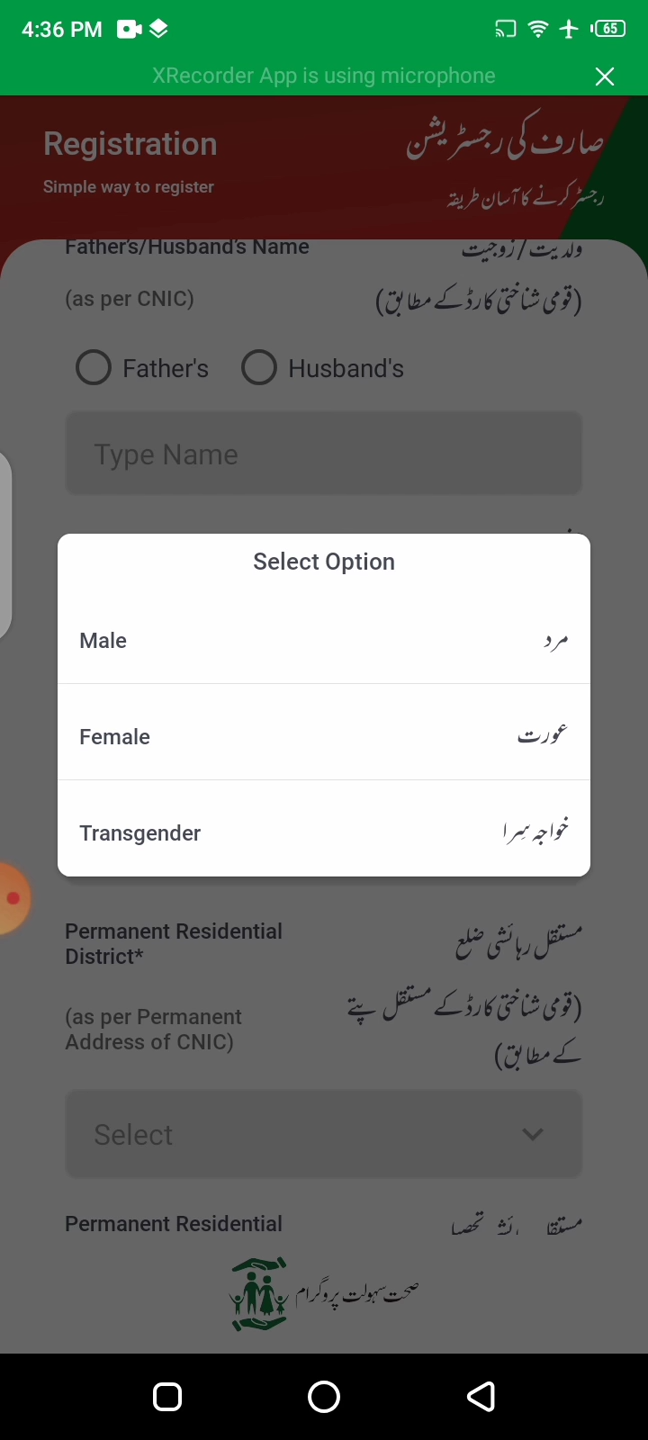 4:36 PM
65
XRecorder App is using microphone
Registration
صارف کی رجسٹریشن
Simple way to register
رجسٹر کرنے کا آسان طریقہ
Father's/Husband's Name
ولدیت / زوجیت
(as per CNIC)
(قومی شناختی کارڈ کے مطابق)
Father's
Husband's
Type Name
Select Option
Male
مرد
Female
عورت
Transgender
خواجہ سِرا
Permanent Residential
District*
مستقل رہائشی ضلع
(as per Permanent
Address of CNIC)
(قومی شناختی کارڈ کے مستقل پتے
کے مطابق)
Select
Permanent Residential
صحت سہولت پروگرام